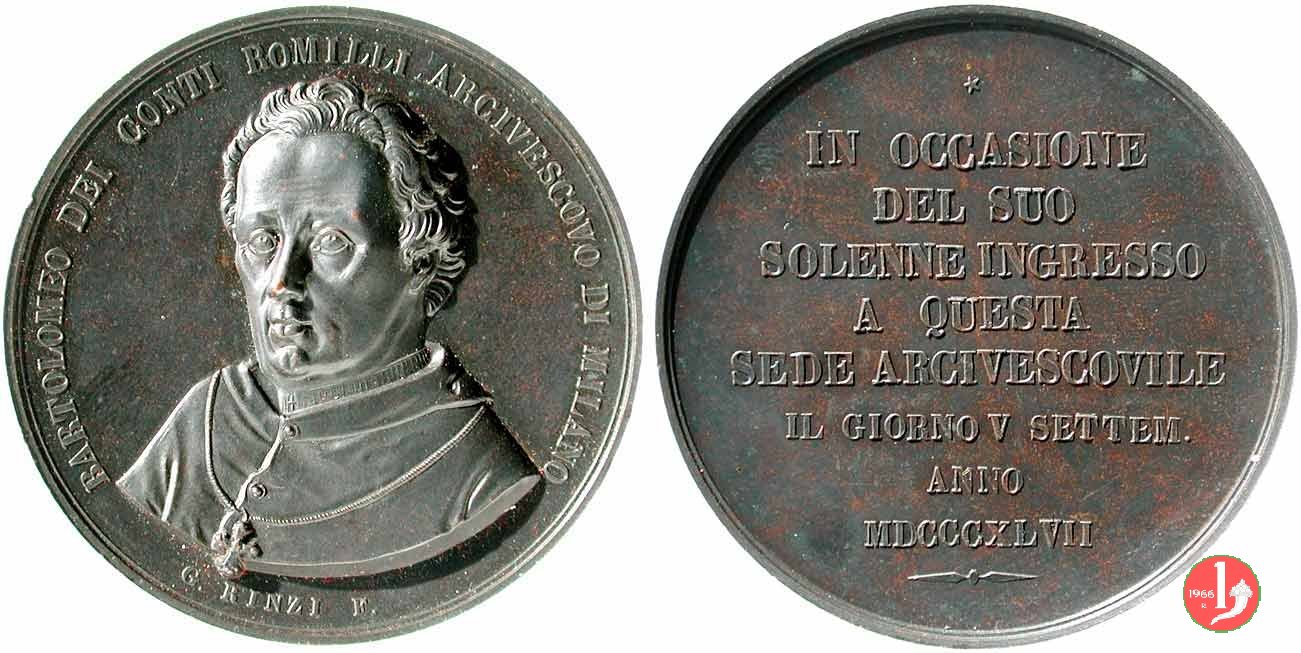 BARTOLOMEO DEI CONTI ROMILLI ARCIVESCOVO DI MILANO
G. RINZI F.
*
IN OCCASIONE
DEL SUO
SOLENNE INGRESSO
A QUESTA
SEDE ARCIVESCOVILE
IL GIORNO V SETTEM.
ANNO
MDCCCXLVII
1966
R.